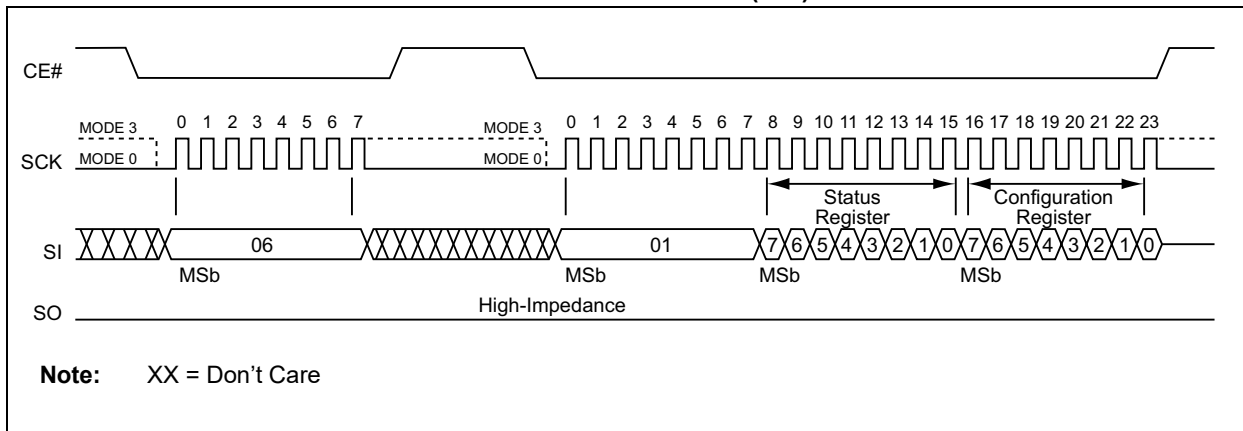 CE#
MODE 3 0 1 2 3 4 5 6 7 MODE 3 0 1 2 3 4 5 6 7 8 9 10 11 12 13 14 15 16 17 18 19 20 21 22 23
SCK MODE 0 MODE 0
Status Configuration
Register Register
SI 06 01 7 6 5 4 3 2 1 0 7 6 5 4 3 2 1 0
MSb MSb MSb MSb
High-Impedance
SO
Note: XX = Don't Care